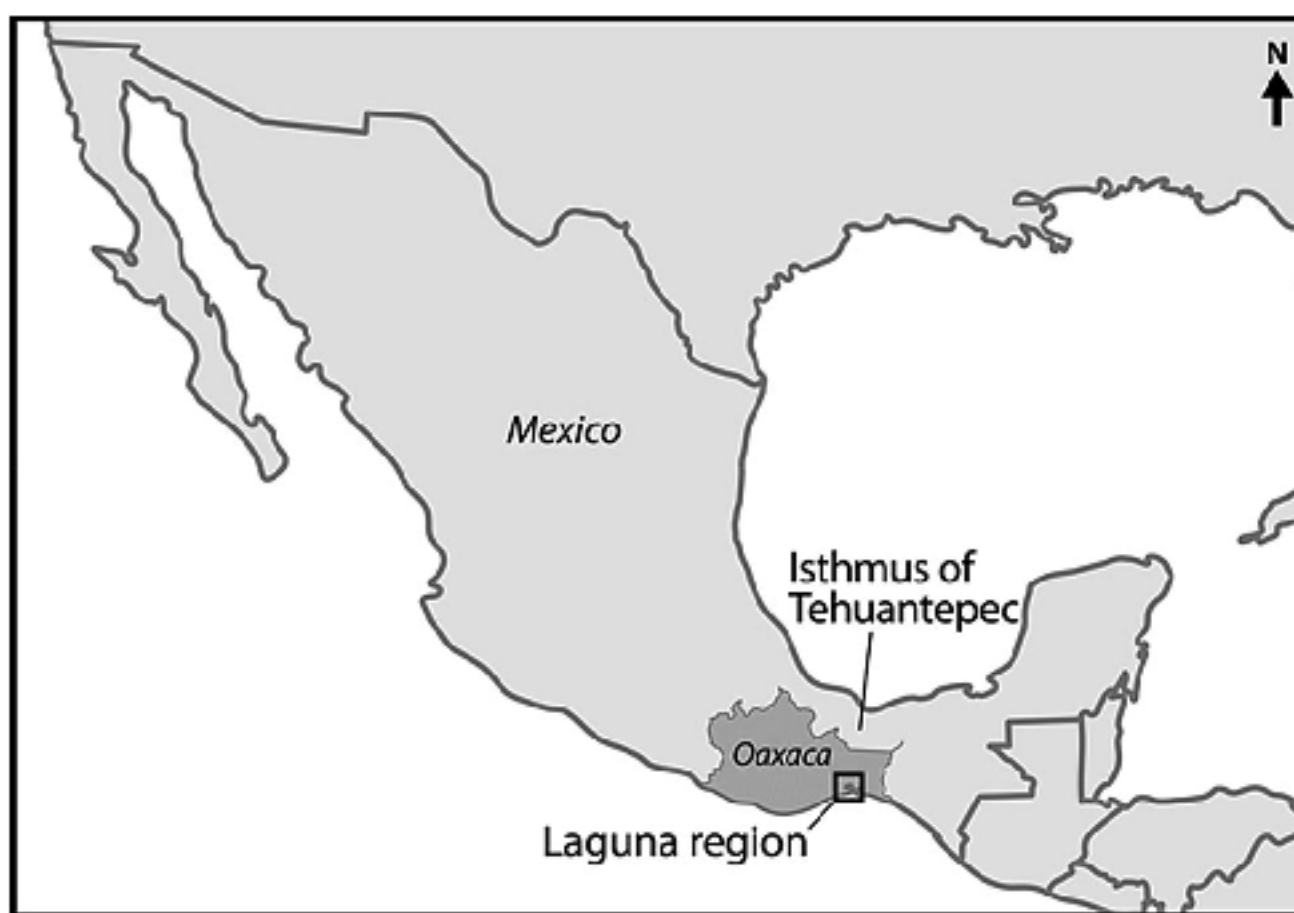 N
Mexico
Isthmus of
Tehuantepec
Oaxaca
Laguna region